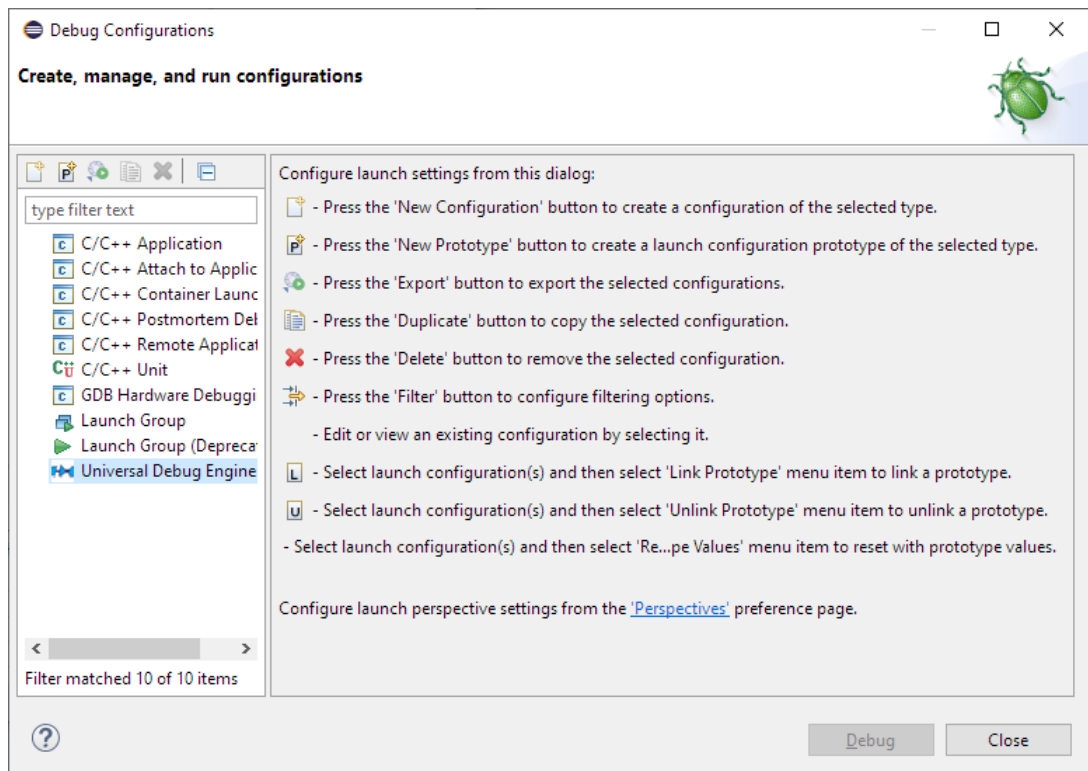 Debug Configurations
Create, manage, and run configurations
type filter text
C/C++ Application
C/C++ Attach to Applic
C/C++ Container Launc
C/C++ Postmortem Deb
C/C++ Remote Applicat
C/C++ Unit
GDB Hardware Debuggi
Launch Group
Launch Group (Depreca
Universal Debug Engine
Filter matched 10 of 10 items
Configure launch settings from this dialog:
- Press the 'New Configuration' button to create a configuration of the selected type.
- Press the 'New Prototype' button to create a launch configuration prototype of the selected type.
- Press the 'Export' button to export the selected configurations.
- Press the 'Duplicate' button to copy the selected configuration.
- Press the 'Delete' button to remove the selected configuration.
- Press the 'Filter' button to configure filtering options.
- Edit or view an existing configuration by selecting it.
L - Select launch configuration(s) and then select 'Link Prototype' menu item to link a prototype.
U - Select launch configuration(s) and then select 'Unlink Prototype' menu item to unlink a prototype.
- Select launch configuration(s) and then select 'Re...pe Values' menu item to reset with prototype values.
Configure launch perspective settings from the 'Perspectives' preference page.
Debug
Close